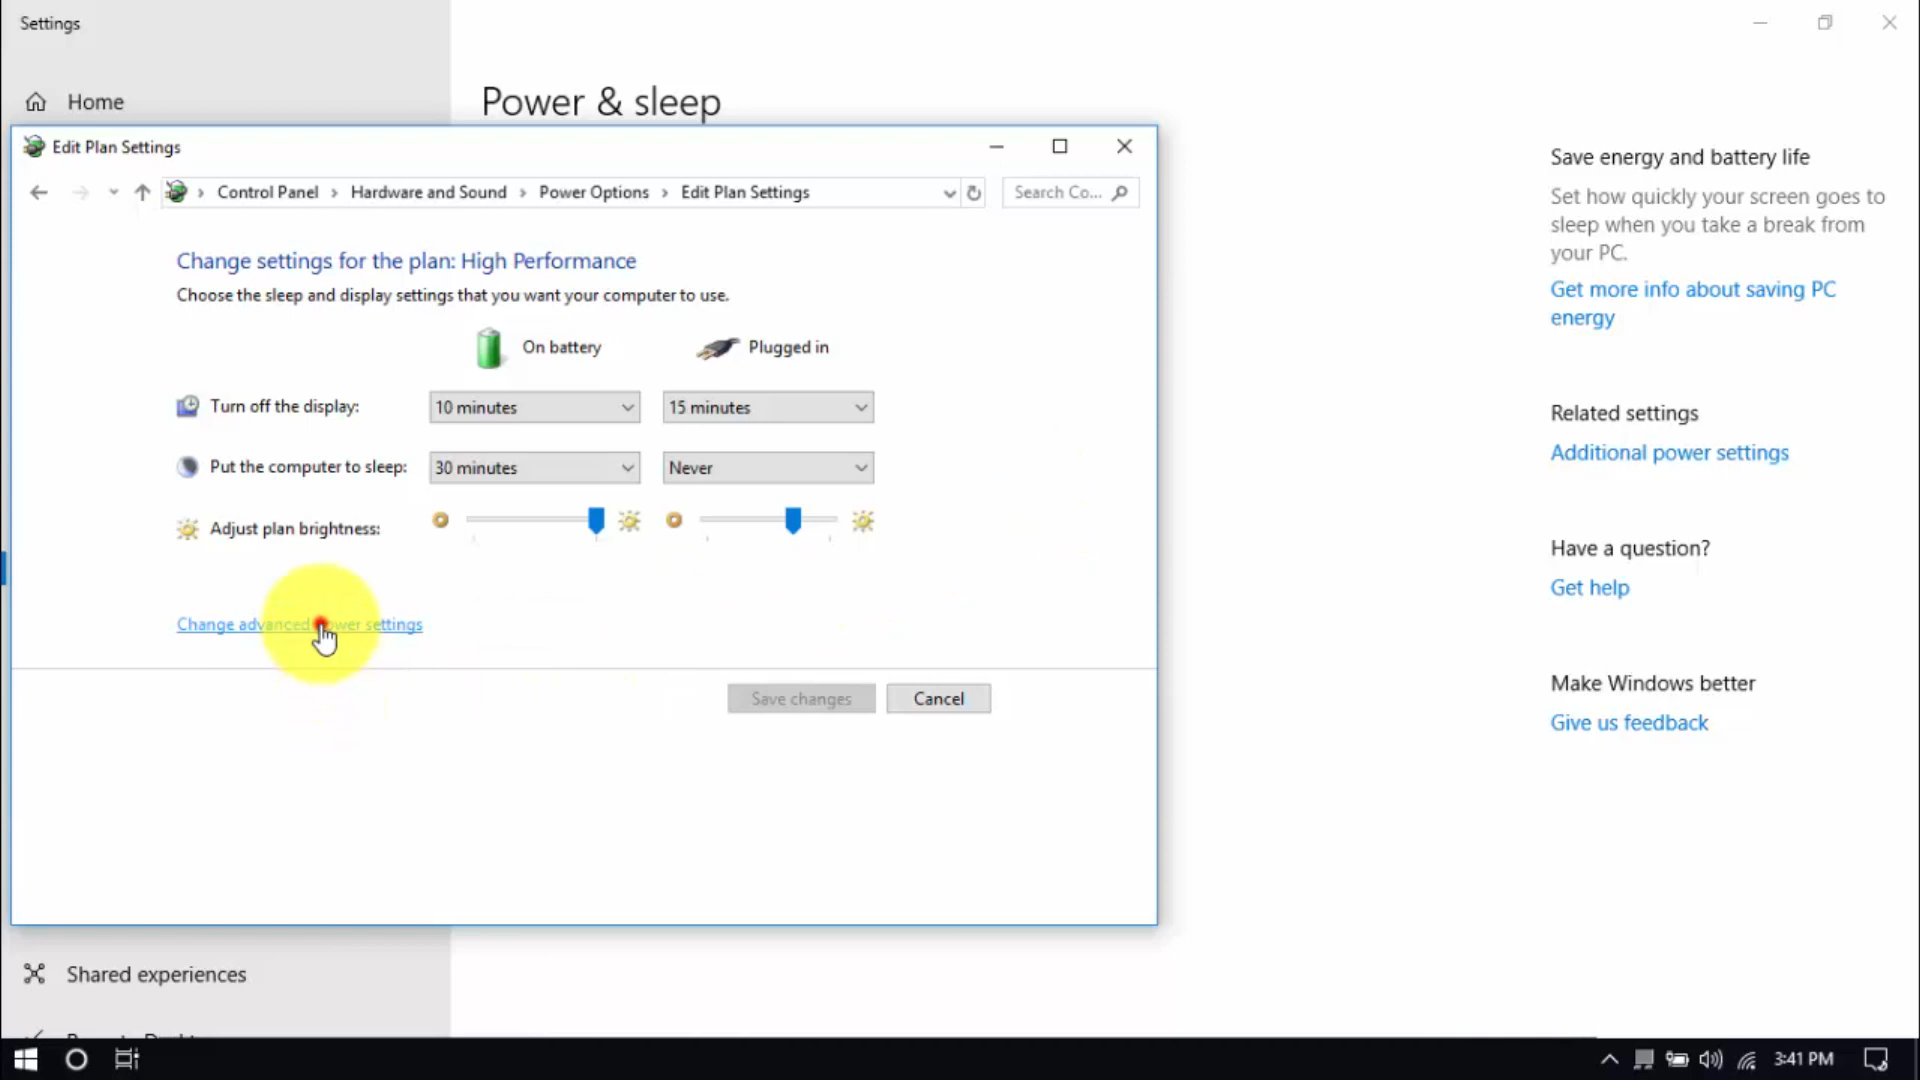 Settings
Home
Power & sleep
Edit Plan Settings
Control Panel > Hardware and Sound > Power Options > Edit Plan Settings
Search Co...
Change settings for the plan: High Performance
Choose the sleep and display settings that you want your computer to use.
On battery
Plugged in
Turn off the display:
10 minutes
15 minutes
Put the computer to sleep:
30 minutes
Never
Adjust plan brightness:
Change advanced power settings
Save changes
Cancel
Save energy and battery life
Set how quickly your screen goes to
sleep when you take a break from
your PC.
Get more info about saving PC
energy
Related settings
Additional power settings
Have a question?
Get help
Make Windows better
Give us feedback
Shared experiences
3:41 PM